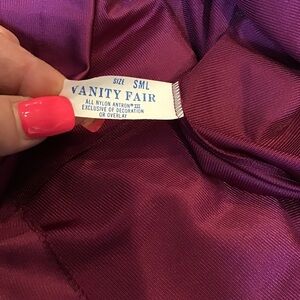 SIZE SML
VANITY FAIR
ALL NYLON ANTRON® III
EXCLUSIVE OF DECORATION
OR OVERLAY